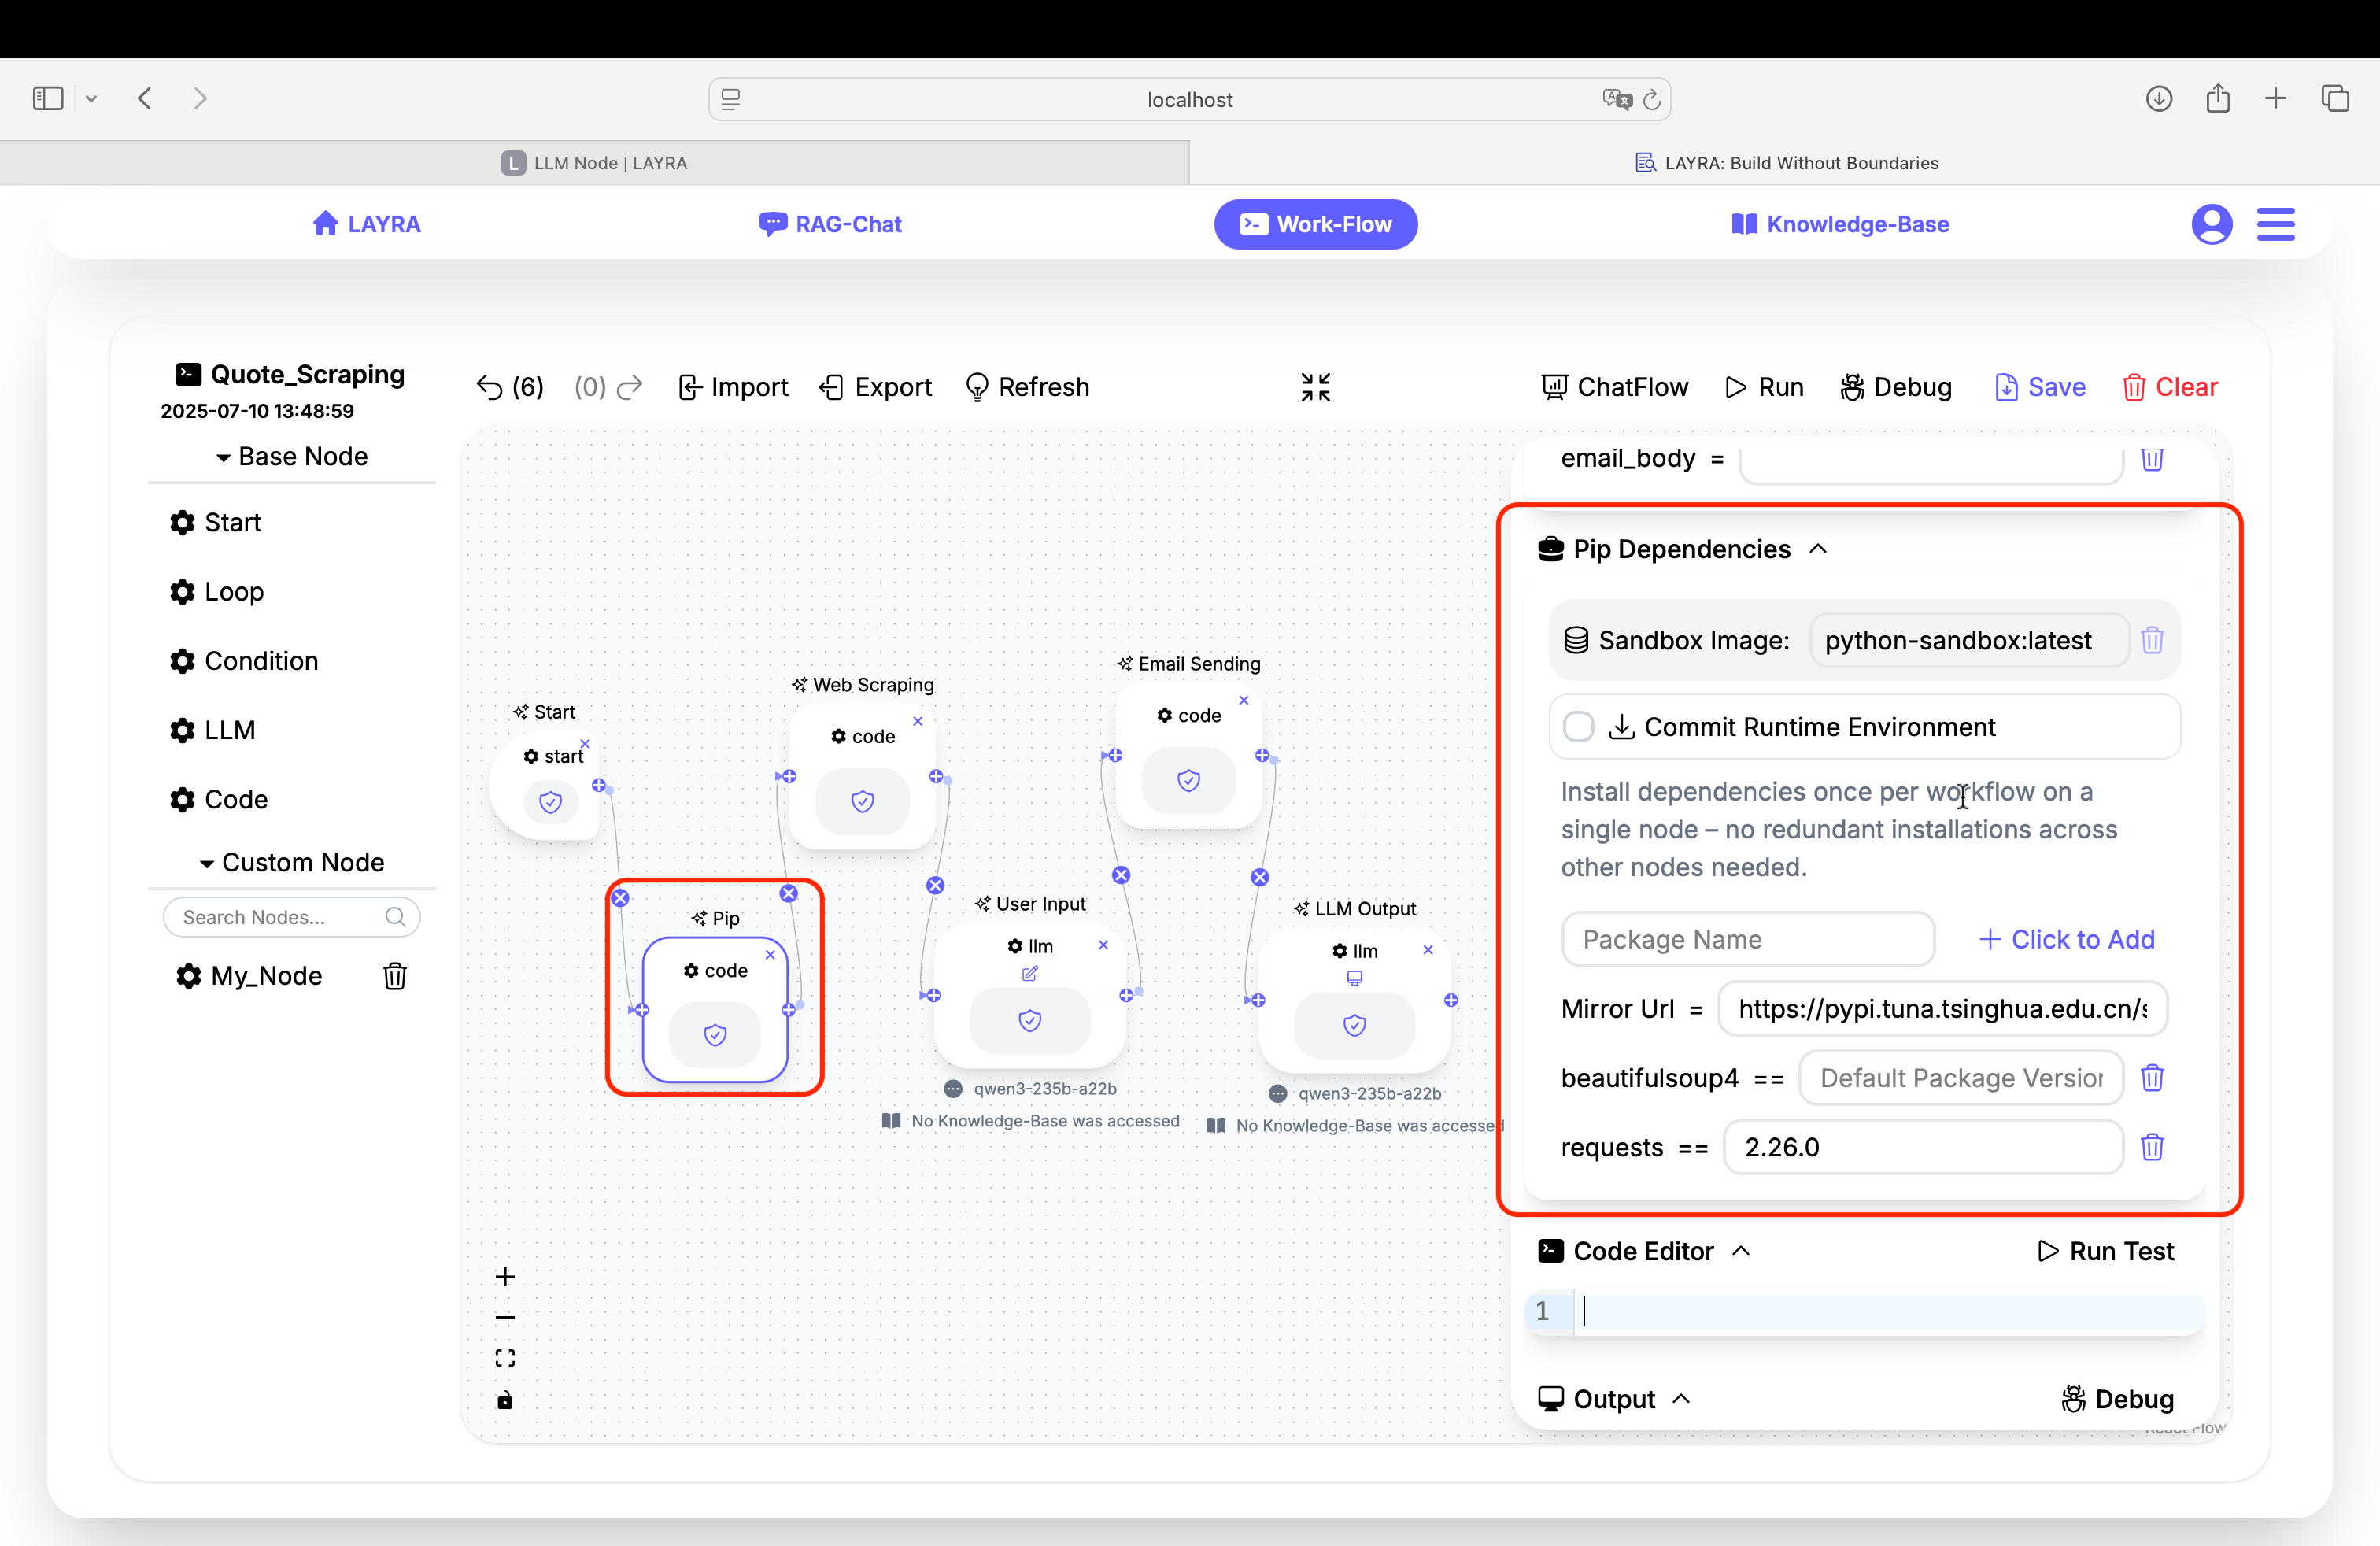 localhost
L LLM Node | LAYRA
LAYRA: Build Without Boundaries
LAYRA
RAG-Chat
Work-Flow
Knowledge-Base
Quote_Scraping
2025-07-10 13:48:59
(6)
(0)
Import
Export
Refresh
ChatFlow
Run
Debug
Save
Clear
Base Node
Start
Loop
Condition
LLM
Code
Custom Node
Search Nodes...
My_Node
Start
start
Pip
code
Web Scraping
code
User Input
llm
qwen3-235b-a22b
No Knowledge-Base was accessed
Email Sending
code
LLM Output
llm
qwen3-235b-a22b
No Knowledge-Base was accessed
email_body =
Pip Dependencies
Sandbox Image: python-sandbox:latest
Commit Runtime Environment
Install dependencies once per workflow on a
single node – no redundant installations across
other nodes needed.
Package Name
+ Click to Add
Mirror Url = https://pypi.tuna.tsinghua.edu.cn/s
beautifulsoup4 == Default Package Version
requests == 2.26.0
Code Editor
Run Test
1
Output
Debug
React Flow